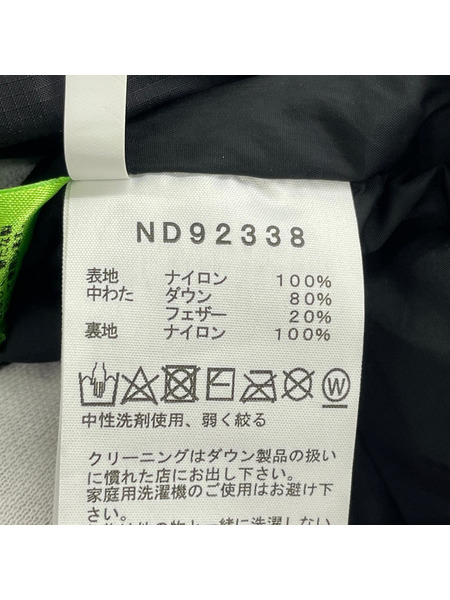 ND92338
表地 ナイロン 100%
中わた ダウン 80%
フェザー 20%
裏地 ナイロン 100%
W
中性洗剤使用、弱く絞る
クリーニングはダウン製品の扱い
に慣れた店にお出し下さい。
家庭用洗濯機のご使用はお避け下
さい。